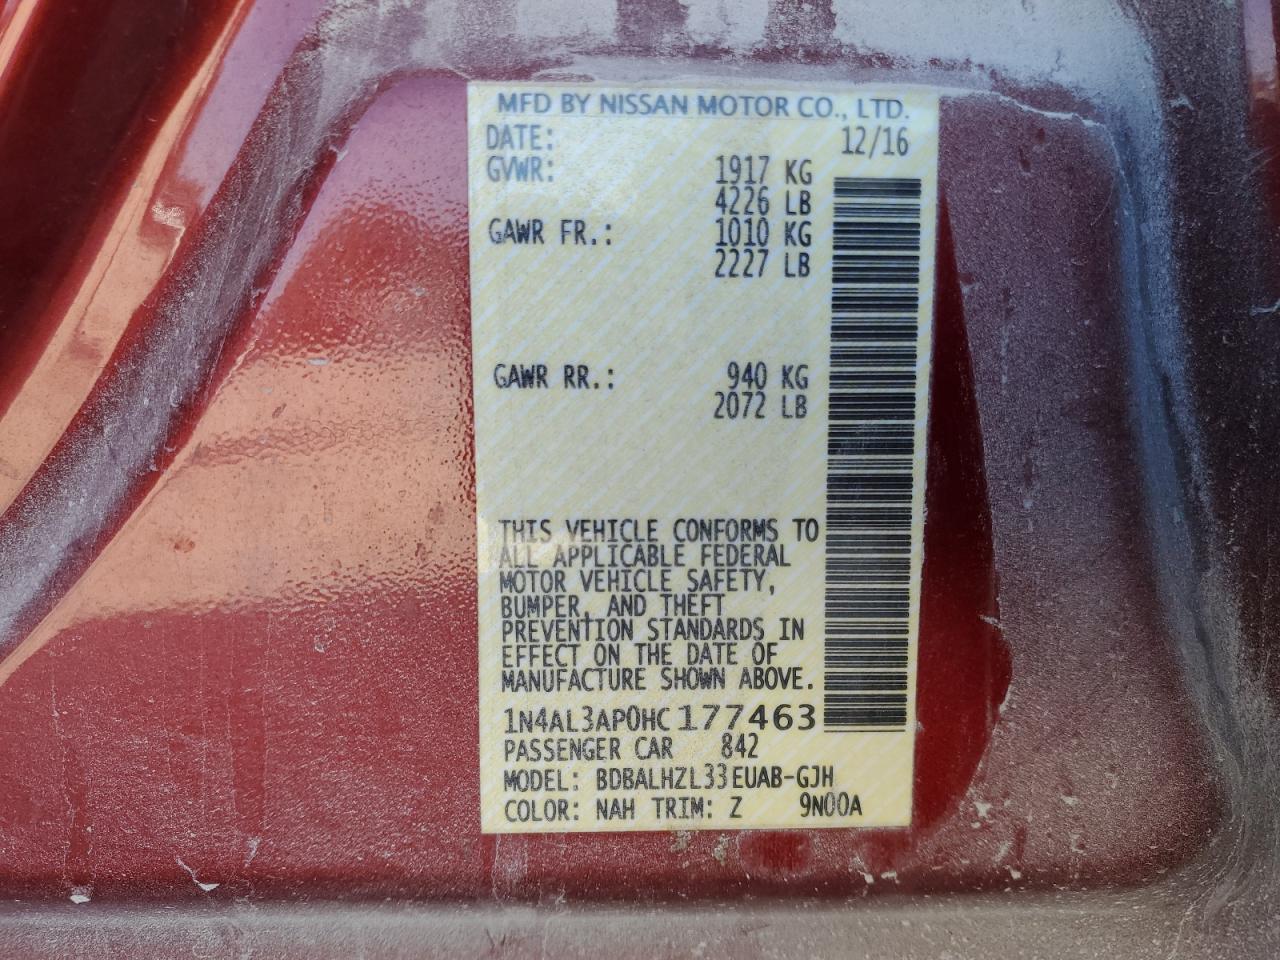 MFD BY NISSAN MOTOR CO., LTD.
DATE: 12/16
GVWR: 1917 KG
4226 LB
GAWR FR.: 1010 KG
2227 LB
GAWR RR.: 940 KG
2072 LB
THIS VEHICLE CONFORMS TO
ALL APPLICABLE FEDERAL
MOTOR VEHICLE SAFETY,
BUMPER, AND THEFT
PREVENTION STANDARDS IN
EFFECT ON THE DATE OF
MANUFACTURE SHOWN ABOVE.
1N4AL3AP0HC177463
PASSENGER CAR 842
MODEL: BDBALHZL33EUAB-GJH
COLOR: NAH TRIM: Z 9N00A